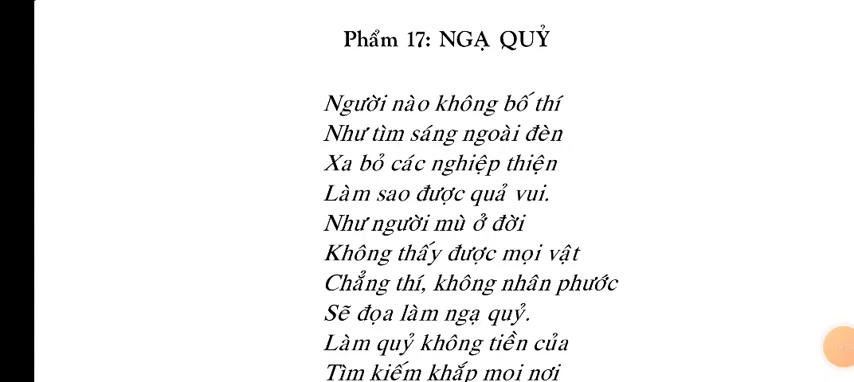 Phẩm 17: NGẠ QUỶ
Người nào không bố thí
Như tìm sáng ngoài đèn
Xa bỏ các nghiệp thiện
Làm sao được quả vui.
Như người mù ở đời
Không thấy được mọi vật
Chẳng thí, không nhân phước
Sẽ đọa làm ngạ quỷ.
Làm quỷ không tiền của
Tìm kiếm khắp mọi nơi